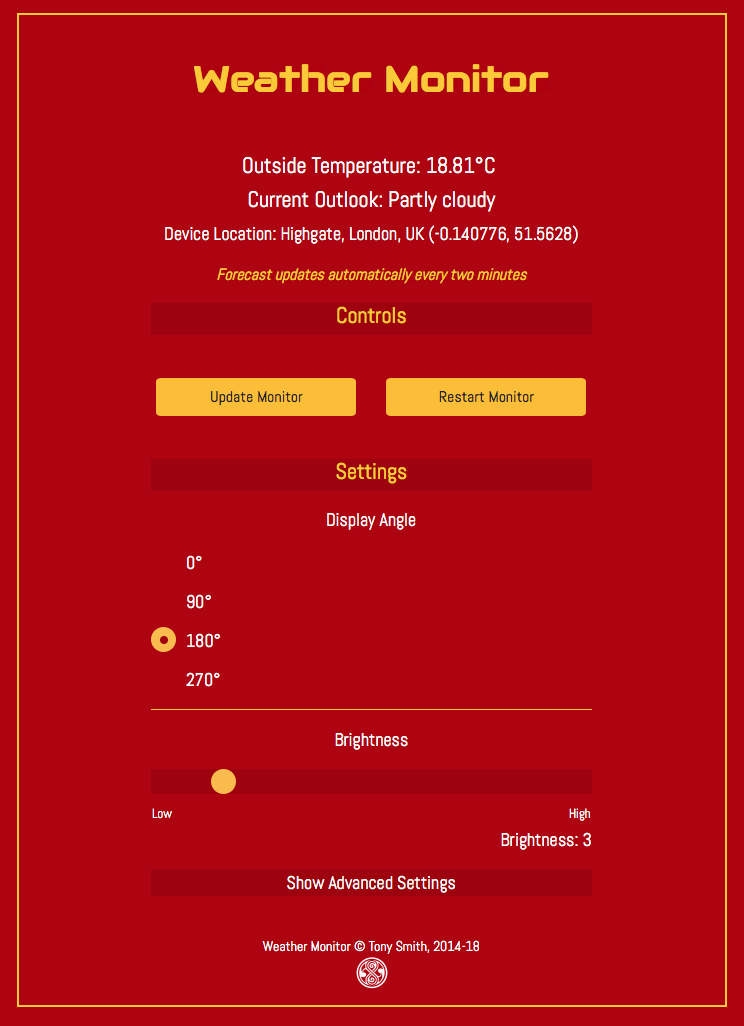 Weather Monitor
Outside Temperature: 18.81°C
Current Outlook: Partly cloudy
Device Location: Highgate, London, UK (-0.140776, 51.5628)
Forecast updates automatically every two minutes
Controls
Update Monitor
Restart Monitor
Settings
Display Angle
0°
90°
180°
270°
Brightness
Low
High
Brightness: 3
Show Advanced Settings
Weather Monitor © Tony Smith, 2014-18